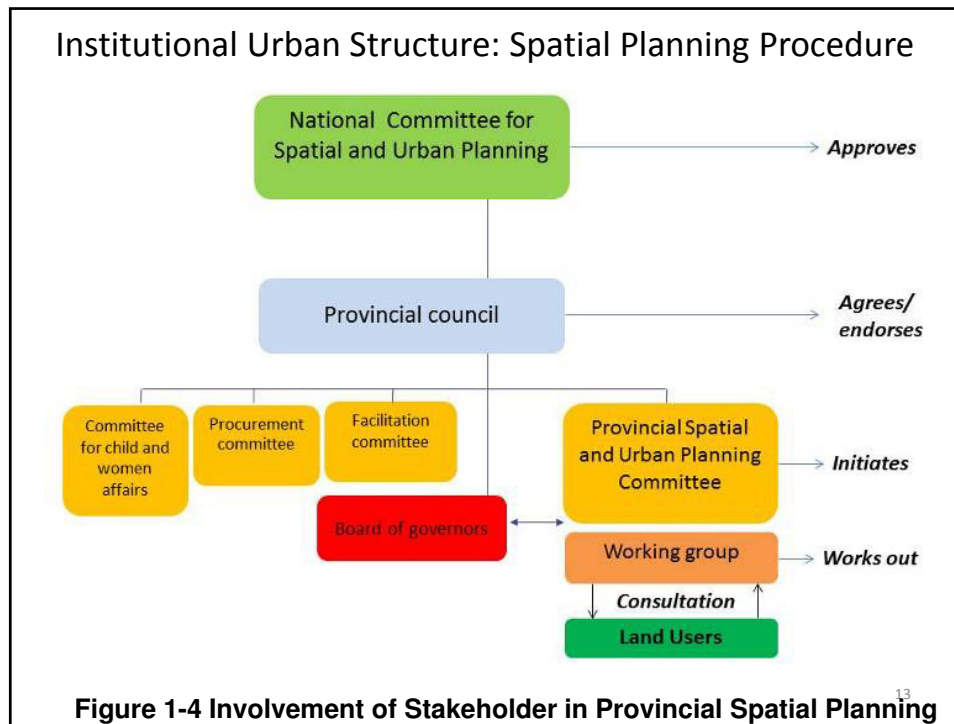 Institutional Urban Structure: Spatial Planning Procedure
National Committee for
Spatial and Urban Planning
Approves
Provincial council
Agrees/
endorses
Committee
for child and
women
affairs
Procurement
committee
Facilitation
committee
Provincial Spatial
and Urban Planning
Committee
Initiates
Board of governors
Working group
Works out
Consultation
Land Users
13
Figure 1-4 Involvement of Stakeholder in Provincial Spatial Planning